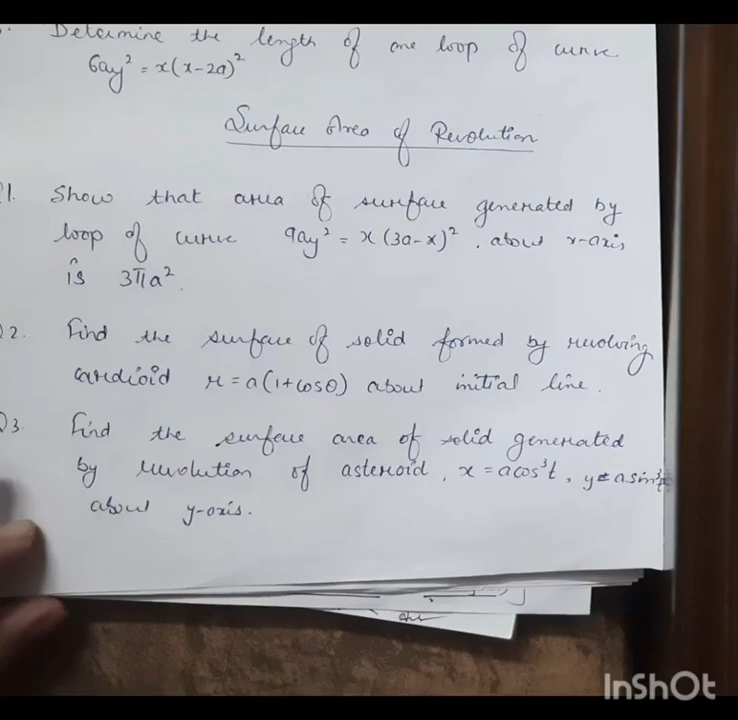 Determine the length of one loop of curve
6ay² = x(x-2a)²
Surface Area of Revolution
Q1. Show that area of surface generated by
loop of curve 9ay² = x(3a-x)², about x-axis
is 3πa².
Q2. Find the surface of solid formed by revolving
cardioid r = a(1+cosθ) about initial line.
Q3. Find the surface area of solid generated
by revolution of asteroid, x = acos³t, y = asin³t
about y-axis.
InShOt